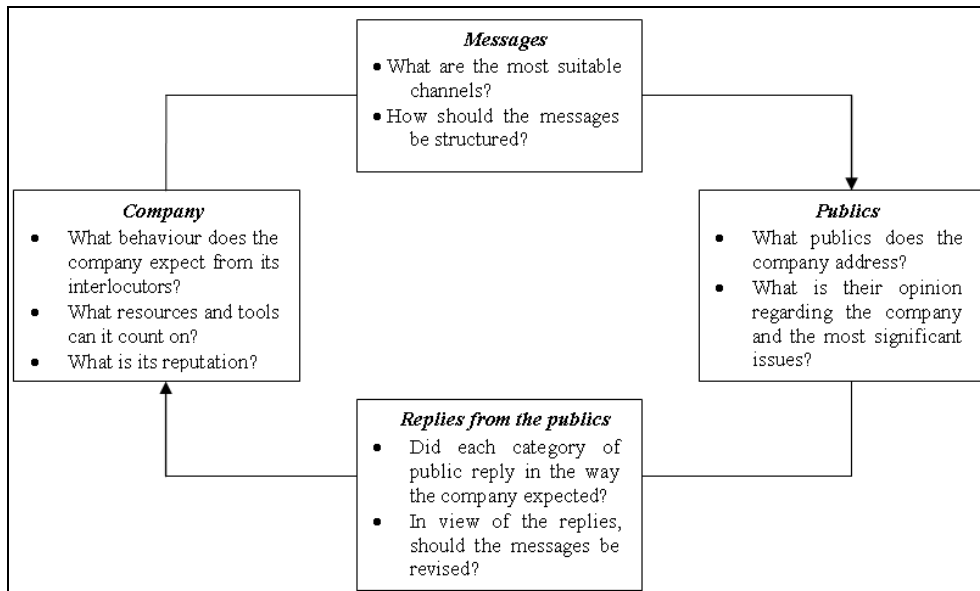 Messages
• What are the most suitable
channels?
• How should the messages
be structured?
Company
• What behaviour does the
company expect from its
interlocutors?
• What resources and tools
can it count on?
• What is its reputation?
Publics
• What publics does the
company address?
• What is their opinion
regarding the company
and the most significant
issues?
Replies from the publics
• Did each category of
public reply in the way
the company expected?
• In view of the replies,
should the messages be
revised?